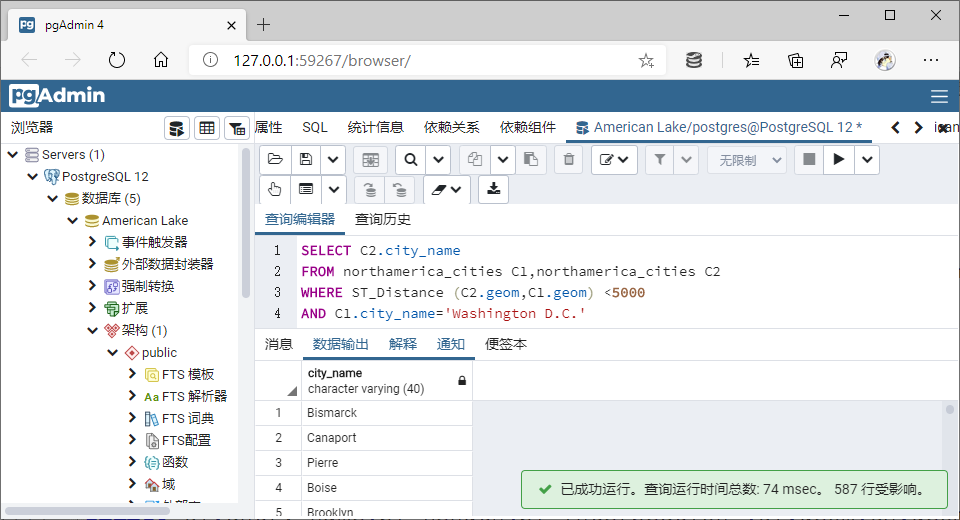 pgAdmin 4
127.0.0.1:59267/browser/
pgAdmin
浏览器
属性 SQL 统计信息 依赖关系 依赖组件 American Lake/postgres@PostgreSQL 12 *
Servers (1)
PostgreSQL 12
数据库 (5)
American Lake
事件触发器
外部数据封装器
强制转换
扩展
架构 (1)
public
FTS 模板
FTS 解析器
FTS 词典
FTS配置
函数
域
无限制
查询编辑器 查询历史
1 SELECT C2.city_name
2 FROM northamerica_cities C1,northamerica_cities C2
3 WHERE ST_Distance (C2.geom,C1.geom) <5000
4 AND C1.city_name='Washington D.C.'
消息 数据输出 解释 通知 便签本
city_name
character varying (40)
1 Bismarck
2 Canaport
3 Pierre
4 Boise
5 Brooklyn
已成功运行。查询运行时间总数: 74 msec。 587 行受影响。